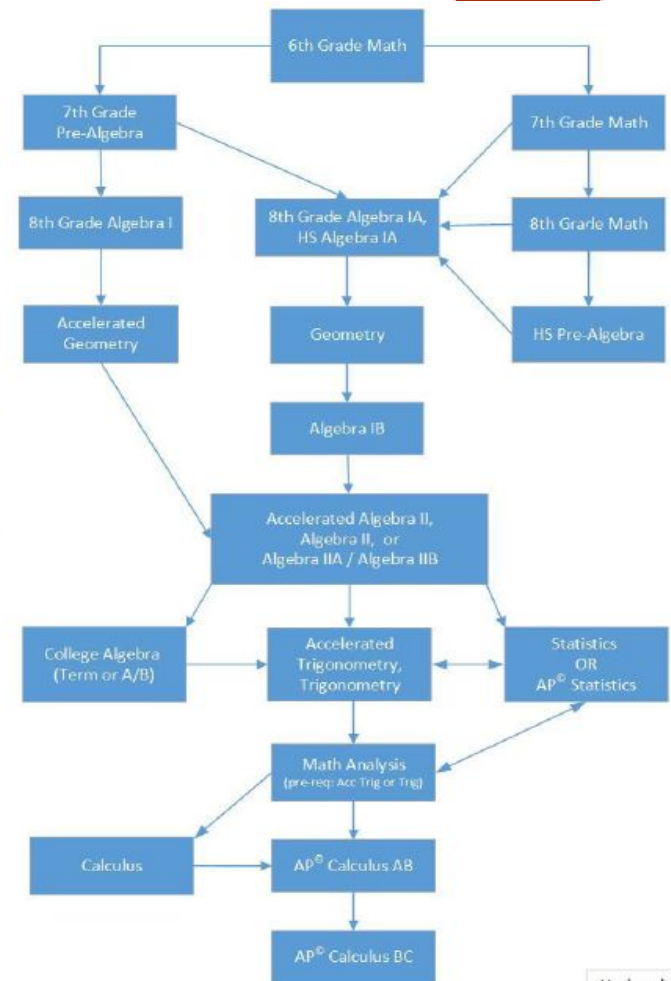 6th Grade Math
7th Grade
Pre-Algebra
7th Grade Math
8th Grade Algebra I
8th Grade Algebra IA,
HS Algebra IA
8th Grade Math
Accelerated
Geometry
Geometry
HS Pre-Algebra
Algebra IB
Accelerated Algebra II,
Algebra II, or
Algebra IIA / Algebra IIB
College Algebra
(Term or A/B)
Accelerated
Trigonometry,
Trigonometry
Statistics
OR
AP© Statistics
Math Analysis
(pre-req: Acc Trig or Trig)
Calculus
AP© Calculus AB
AP© Calculus BC